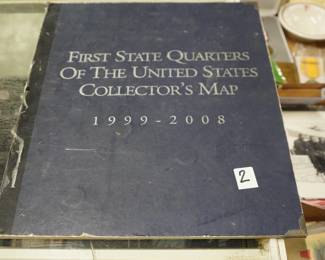 FIRST STATE QUARTERS
OF THE UNITED STATES
COLLECTOR'S MAP
1999-2008
2